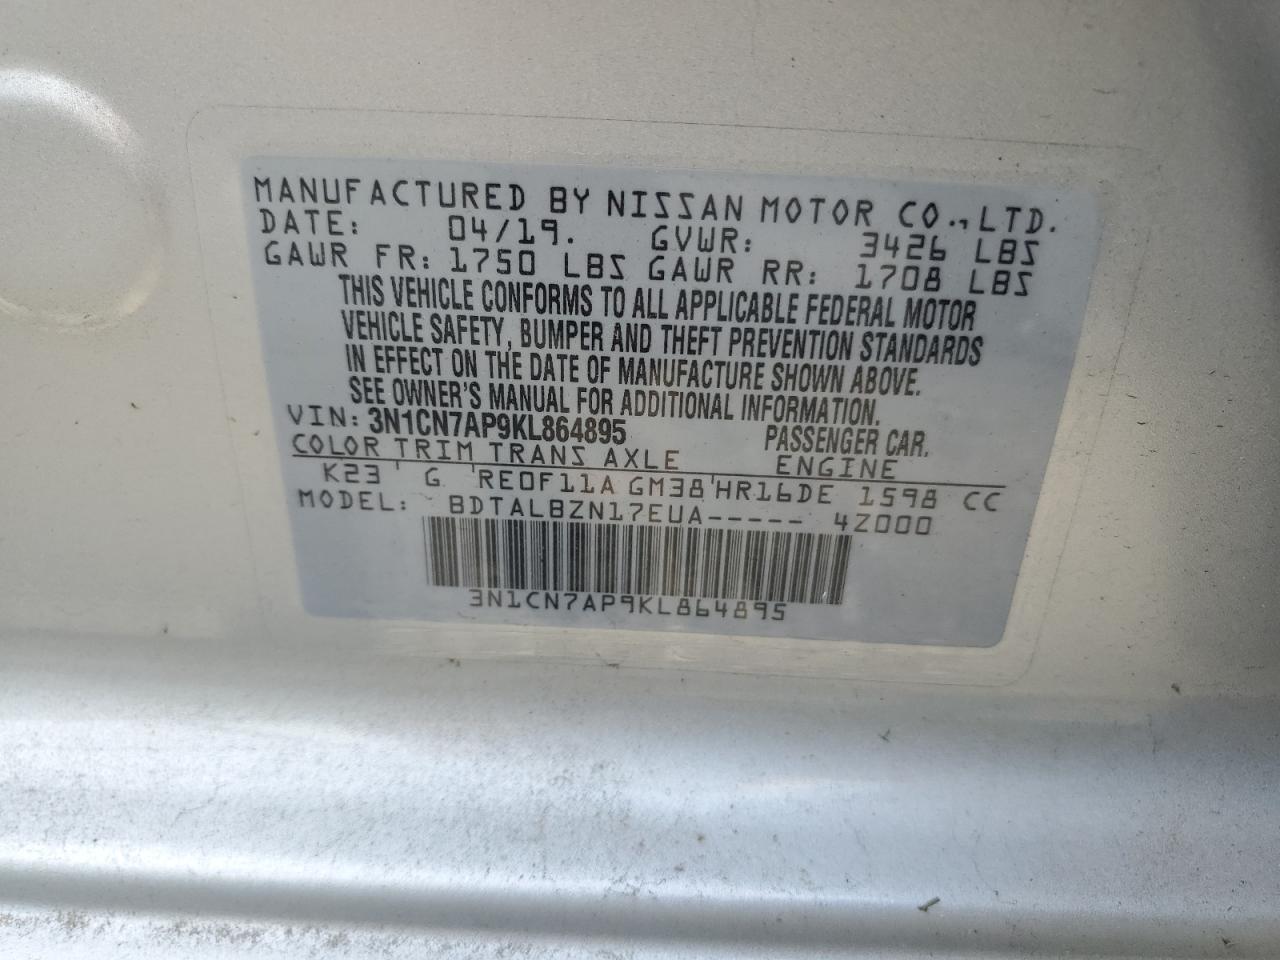 MANUFACTURED BY NISSAN MOTOR CO., LTD.
DATE: 04/19. GVWR: 3426 LBS
GAWR FR: 1750 LBS GAWR RR: 1708 LBS
THIS VEHICLE CONFORMS TO ALL APPLICABLE FEDERAL MOTOR
VEHICLE SAFETY, BUMPER AND THEFT PREVENTION STANDARDS
IN EFFECT ON THE DATE OF MANUFACTURE SHOWN ABOVE.
SEE OWNER'S MANUAL FOR ADDITIONAL INFORMATION.
VIN: 3N1CN7AP9KL864895 PASSENGER CAR.
COLOR TRIM TRANS AXLE ENGINE
K23 ' G 'RE0F11A GM38'HR16DE 1598 CC
MODEL: BDTALBZN17EUA----- 4Z000
3N1CN7AP9KL864895